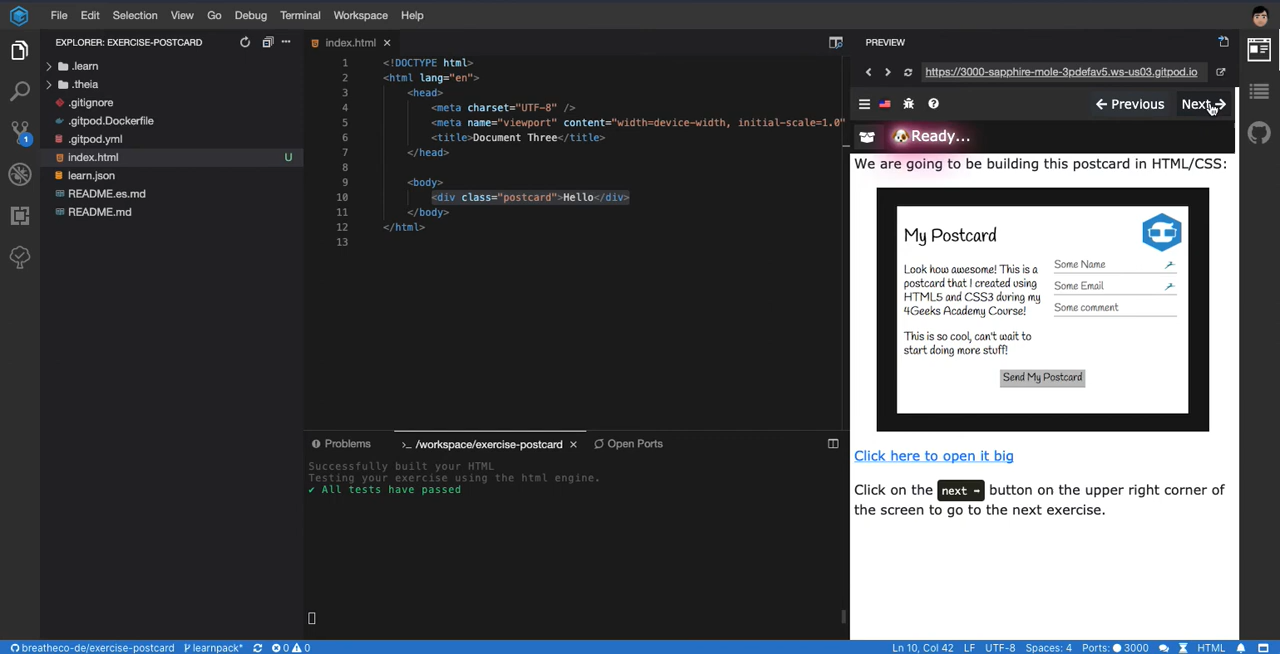 File Edit Selection View Go Debug Terminal Workspace Help
EXPLORER: EXERCISE-POSTCARD
.learn
.theia
.gitignore
.gitpod.Dockerfile
.gitpod.yml
index.html U
learn.json
README.es.md
README.md
1
index.html
1 <!DOCTYPE html>
2 <html lang="en">
3 <head>
4 <meta charset="UTF-8" />
5 <meta name="viewport" content="width=device-width, initial-scale=1.0"
6 <title>Document Three</title>
7 </head>
8
9 <body>
10 <div class="postcard">Hello</div>
11 </body>
12 </html>
13
Problems
>_ /workspace/exercise-postcard
Open Ports
Successfully built your HTML
Testing your exercise using the html engine.
✔ All tests have passed
PREVIEW
https://3000-sapphire-mole-3pdefav5.ws-us03.gitpod.io
← Previous Next →
Ready...
We are going to be building this postcard in HTML/CSS:
My Postcard
Look how awesome! This is a
postcard that I created using
HTML5 and CSS3 during my
4Geeks Academy Course!
This is so cool, can't wait to
start doing more stuff!
Some Name
Some Email
Some comment
Send My Postcard
Click here to open it big
Click on the next → button on the upper right corner of
the screen to go to the next exercise.
breatheco-de/exercise-postcard learnpack* 0 0 Ln 10, Col 42 LF UTF-8 Spaces: 4 Ports: 3000 HTML